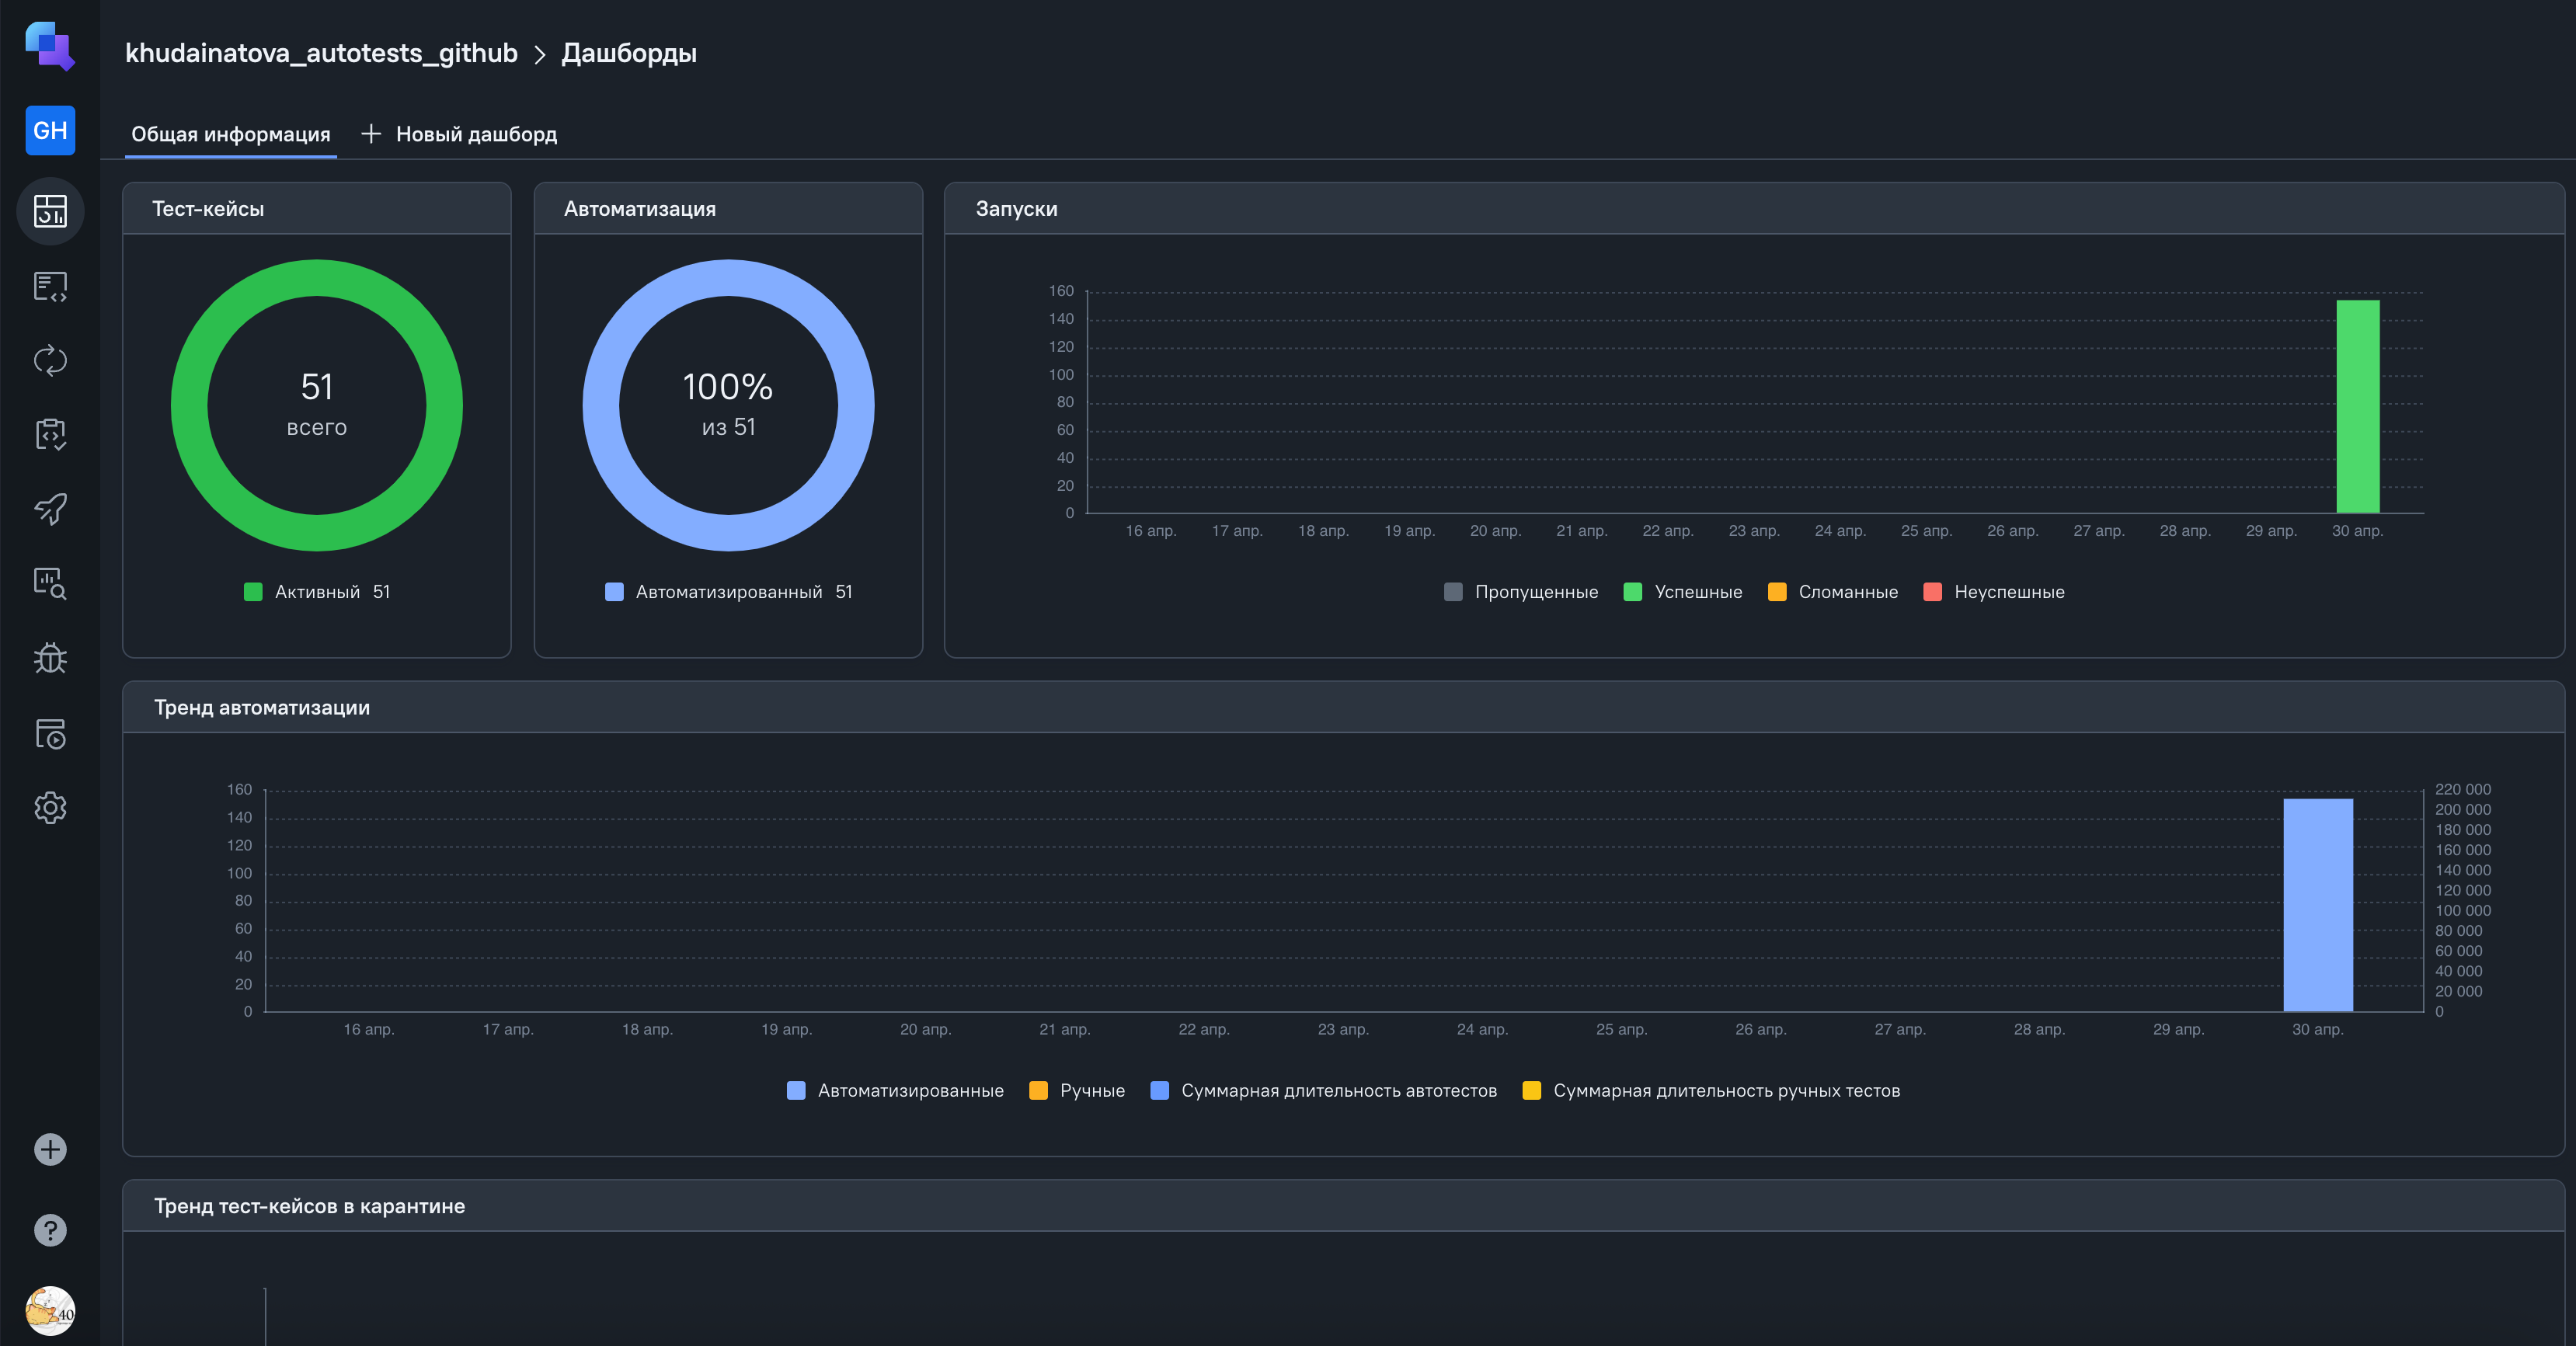 khudainatova_autotests_github > Дашборды
GH
Общая информация + Новый дашборд
Тест-кейсы
51
всего
Активный 51
Автоматизация
100%
из 51
Автоматизированный 51
Запуски
160
140
120
100
80
60
40
20
0
16 апр. 17 апр. 18 апр. 19 апр. 20 апр. 21 апр. 22 апр. 23 апр. 24 апр. 25 апр. 26 апр. 27 апр. 28 апр. 29 апр. 30 апр.
Пропущенные Успешные Сломанные Неуспешные
Тренд автоматизации
160
140
120
100
80
60
40
20
0
220 000
200 000
180 000
160 000
140 000
120 000
100 000
80 000
60 000
40 000
20 000
0
16 апр. 17 апр. 18 апр. 19 апр. 20 апр. 21 апр. 22 апр. 23 апр. 24 апр. 25 апр. 26 апр. 27 апр. 28 апр. 29 апр. 30 апр.
Автоматизированные Ручные Суммарная длительность автотестов Суммарная длительность ручных тестов
Тренд тест-кейсов в карантине
?
40